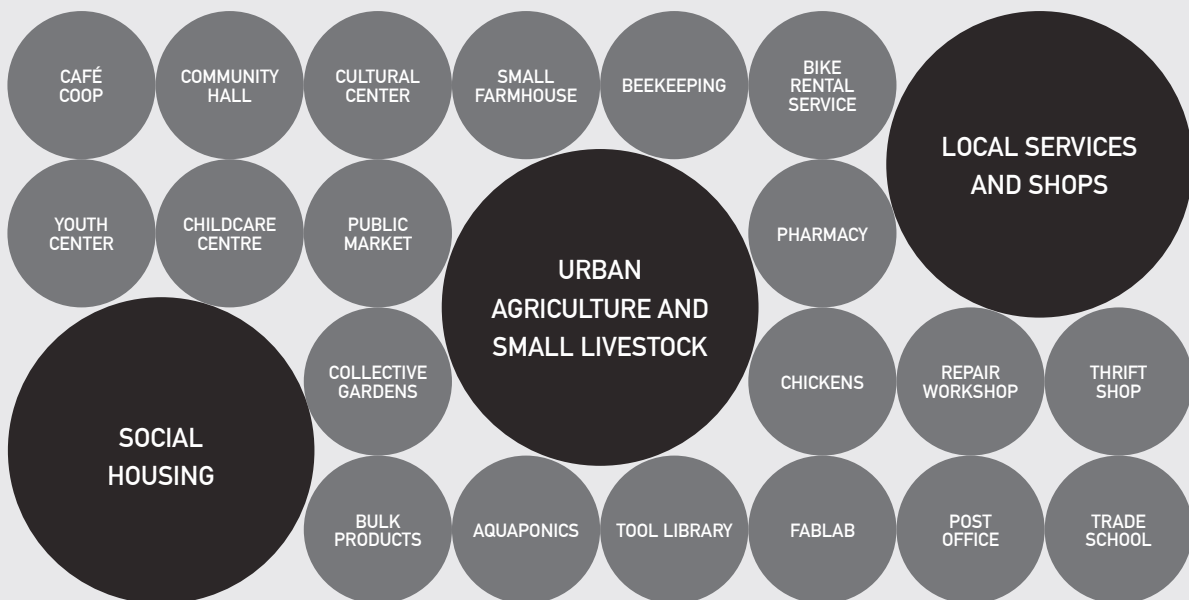 CAFÉ
COOP
COMMUNITY
HALL
CULTURAL
CENTER
SMALL
FARMHOUSE
BEEKEEPING
BIKE
RENTAL
SERVICE
LOCAL SERVICES
AND SHOPS
YOUTH
CENTER
CHILDCARE
CENTRE
PUBLIC
MARKET
PHARMACY
URBAN
AGRICULTURE AND
SMALL LIVESTOCK
COLLECTIVE
GARDENS
CHICKENS
REPAIR
WORKSHOP
THRIFT
SHOP
SOCIAL
HOUSING
BULK
PRODUCTS
AQUAPONICS
TOOL LIBRARY
FABLAB
POST
OFFICE
TRADE
SCHOOL